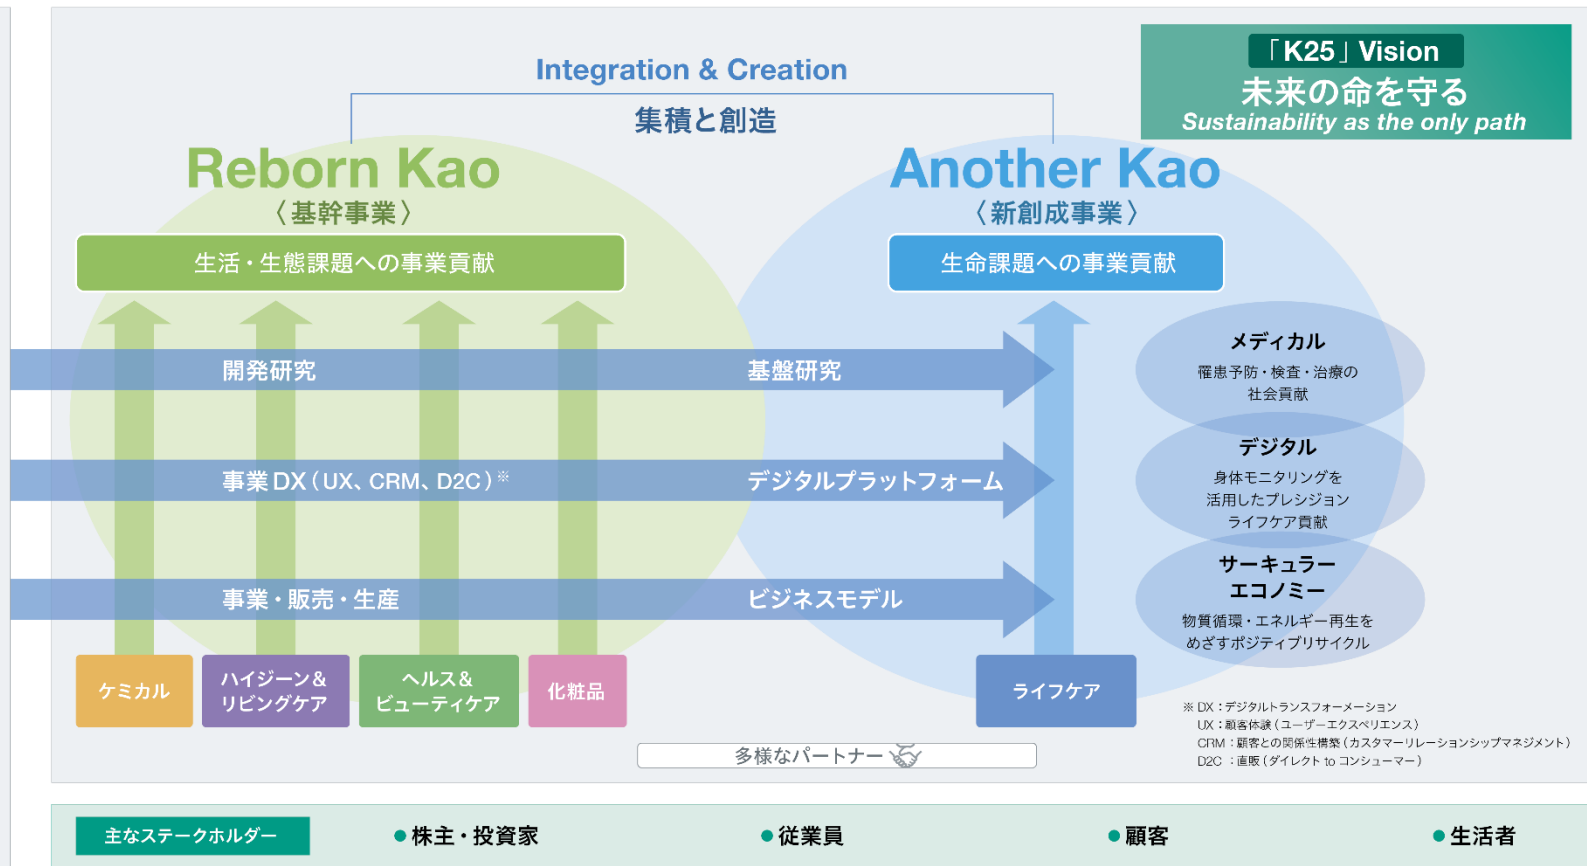 「K25」Vision
未来の命を守る
Sustainability as the only path
Integration & Creation
集積と創造
Reborn Kao
〈基幹事業〉
生活・生態課題への事業貢献
Another Kao
〈新創成事業〉
生命課題への事業貢献
開発研究
基盤研究
事業DX(UX、CRM、D2C)※
デジタルプラットフォーム
事業・販売・生産
ビジネスモデル
メディカル
罹患予防・検査・治療の
社会貢献
デジタル
身体モニタリングを
活用したプレシジョン
ライフケア貢献
サーキュラー
エコノミー
物質循環・エネルギー再生を
めざすポジティブリサイクル
ケミカル
ハイジーン&
リビングケア
ヘルス&
ビューティケア
化粧品
ライフケア
多様なパートナー
※ DX:デジタルトランスフォーメーション
UX:顧客体験(ユーザーエクスペリエンス)
CRM:顧客との関係性構築(カスタマーリレーションシップマネジメント)
D2C:直販(ダイレクト to コンシューマー)
主なステークホルダー
●株主・投資家
●従業員
●顧客
●生活者